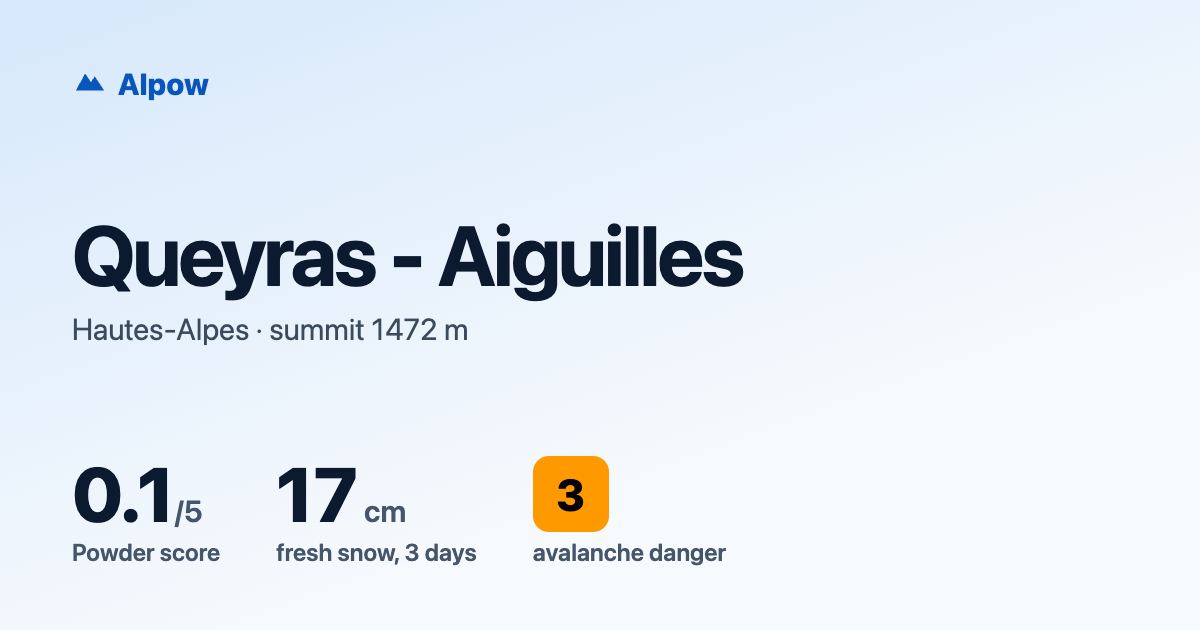 Alpow
Queyras - Aiguilles
Hautes-Alpes · summit 1472 m
0.1/5
Powder score
17 cm
fresh snow, 3 days
3
avalanche danger